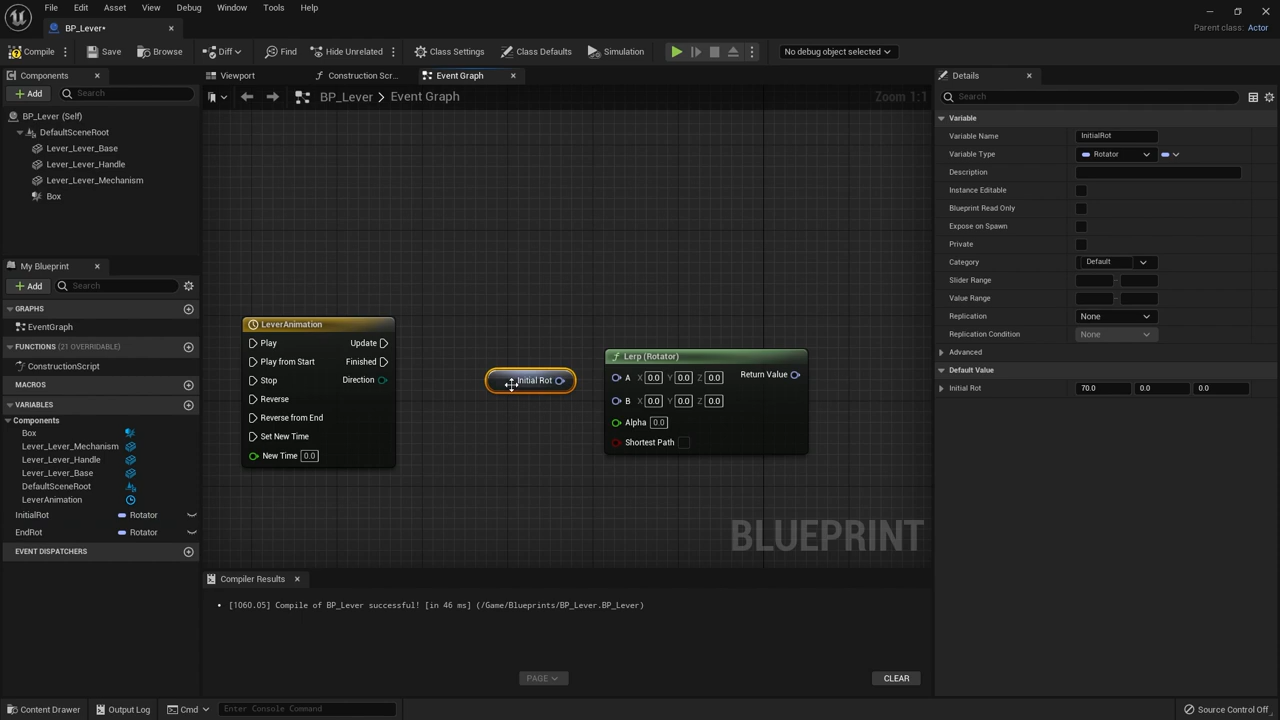 File Edit Asset View Debug Window Tools Help
BP_Lever•
Parent class: Actor
Compile Save Browse Diff Find Hide Unrelated Class Settings Class Defaults Simulation No debug object selected
Components
Add Search
BP_Lever (Self)
DefaultSceneRoot
Lever_Lever_Base
Lever_Lever_Handle
Lever_Lever_Mechanism
Box
My Blueprint
Add Search
GRAPHS
EventGraph
FUNCTIONS (21 OVERRIDABLE)
ConstructionScript
MACROS
VARIABLES
Components
Box
Lever_Lever_Mechanism
Lever_Lever_Handle
Lever_Lever_Base
DefaultSceneRoot
LeverAnimation
InitialRot Rotator
EndRot Rotator
EVENT DISPATCHERS
Viewport Construction Scr... Event Graph
BP_Lever > Event Graph Zoom 1:1
LeverAnimation
Play Update
Play from Start Finished
Stop Direction
Reverse
Reverse from End
Set New Time
New Time 0.0
Initial Rot
Lerp (Rotator)
A X 0.0 Y 0.0 Z 0.0 Return Value
B X 0.0 Y 0.0 Z 0.0
Alpha 0.0
Shortest Path
BLUEPRINT
Compiler Results
[1060.05] Compile of BP_Lever successful! [in 46 ms] (/Game/Blueprints/BP_Lever.BP_Lever)
PAGE CLEAR
Details
Search
Variable
Variable Name InitialRot
Variable Type Rotator
Description
Instance Editable
Blueprint Read Only
Expose on Spawn
Private
Category Default
Slider Range
Value Range
Replication None
Replication Condition None
Advanced
Default Value
Initial Rot 70.0 0.0 0.0
Content Drawer Output Log Cmd Enter Console Command Source Control Off